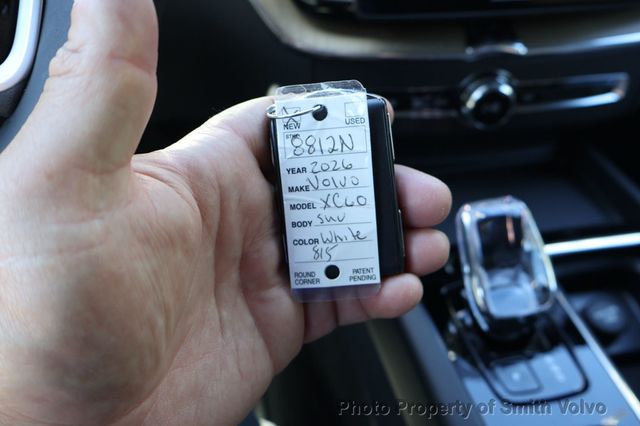 NEW USED
STK#
8812N
YEAR 2026
MAKE Volvo
MODEL XC60
BODY SUV
COLOR White
815
ROUND CORNER PATENT PENDING
Photo Property of Smith Volvo